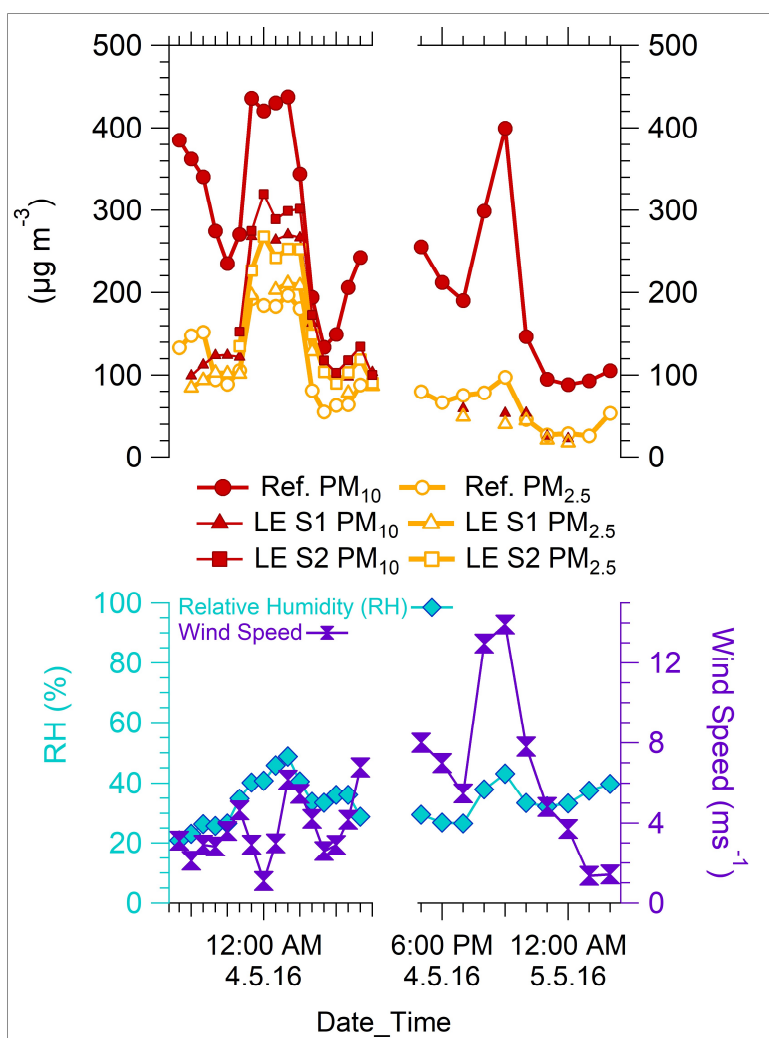 500 500
400 400
300 300
200 200
100 100
0 0
(µg m⁻³)
Ref. PM₁₀ Ref. PM₂.₅
LE S1 PM₁₀ LE S1 PM₂.₅
LE S2 PM₁₀ LE S2 PM₂.₅
100
80
60
40
20
0
RH (%)
Relative Humidity (RH)
Wind Speed
12
8
4
0
Wind Speed (ms⁻¹)
12:00 AM 6:00 PM 12:00 AM
4.5.16 4.5.16 5.5.16
Date_Time